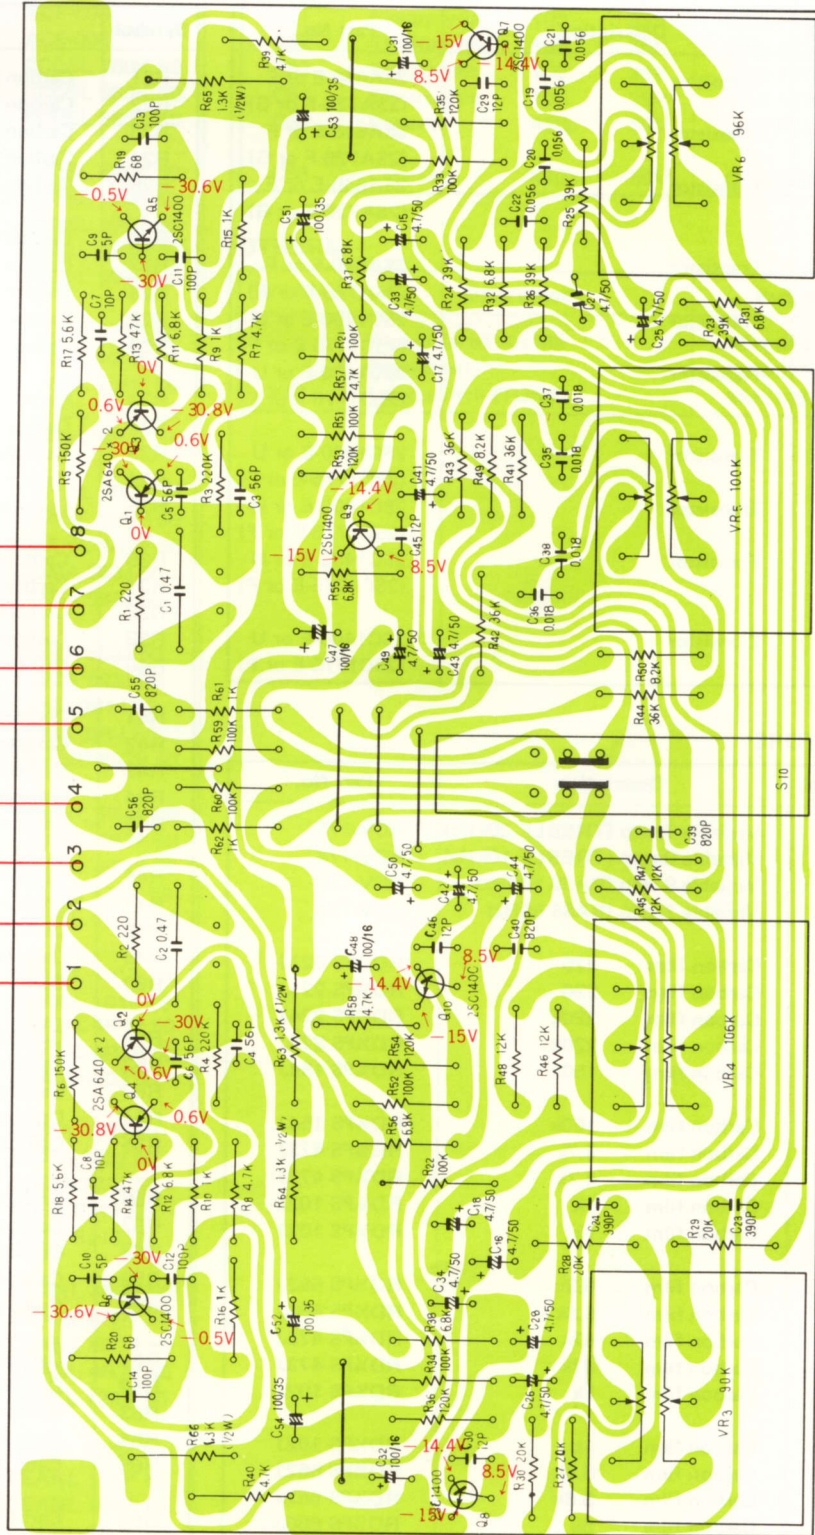 R39
4.7K
C31
100/16
– 15V
Q7
2SC1400
C21
0.056
8.5V
– 14.4V
C29
12P
C19
0.056
R65
1.3K
(1/2W)
C53 100/35
R35
120K
C13
100P
R33
100K
C20
0.056
VR6 96K
R19
68
C22
0.056
R25 39K
– 0.5V
– 30.6V
Q5
2SC1400
R15 1K
C51
100/35
C15
4.7/50
C9
5P
C11
100P
– 30V
R37 6.8K
C33
4.7/50
R24 39K
R32 6.8K
R26 39K
C27
4.7/50
C7
10P
R17 5.6K
R13 47K
R11 6.8K
R9 1K
R7 4.7K
R21
100K
C17 4.7/50
C25 4.7/50
R23
39K
R31
6.8K
0V
R57
4.7K
C37
0.018
0.6V
– 30.8V
R51
100K
R5 150K
2SA640 × 2
Q3
– 30V
0.6V
R53
120K
C41
4.7/50
R43 36K
R49 8.2K
R41 36K
C35
0.018
– 14.4V
Q1
C5 56P
R3 220K
C3 56P
Q9
2SC1400
C45 12P
VR5 100K
0V
8
– 15V
8.5V
C38
0.018
R1 220
C1 0.47
R55
6.8K
C36
0.018
7
C47
100/16
C49
4.7/50
C43 4.7/50
R42 36K
6
C55
820P
R61
1K
R50
8.2K
R44
36K
5
R59
100K
S10
4
C56
820P
R60
100K
R62
1K
C39
820P
3
C50
4.7/50
C42
4.7/50
C44
4.7/50
R47
12K
R45
12K
2
R2 220
C2 0.47
C48
100/16
C46
12P
C40
820P
8.5V
1
– 14.4V
Q10
2SC1400
0V
Q2
– 30V
R58
4.7K
– 15V
R63 1.3K (1/2W)
R6 150K
2SA640 × 2
C6 56P
R4 220K
C4 56P
R54
120K
R48 12K
R46 12K
VR4 106K
0.6V
Q4
0.6V
R52
100K
– 30.8V
0V
R56
6.8K
R18 5.6K
C8
10P
R14 47K
R12 6.8K
R10 1K
R8 4.7K
R64 1.3K (1/2W)
R22
100K
C18
4.7/50
C24
390P
C23
390P
R29
20K
C10
5P
– 30V
C12
100P
C16
4.7/50
R28
20K
Q6
– 30.6V
2SC1400
– 0.5V
R16 1K
C52
100/35
C34
4.7/50
C28
4.7/50
R20
68
R38
6.8K
R34
100K
C14
100P
C54 100/35
R36
120K
C26
4.7/50
VR3 90K
R66
1.3K
(1/2W)
– 14.4V
C30
12P
R40
4.7K
C32
100/16
8.5V
R30 20K
R27 20K
– 15V
Q8